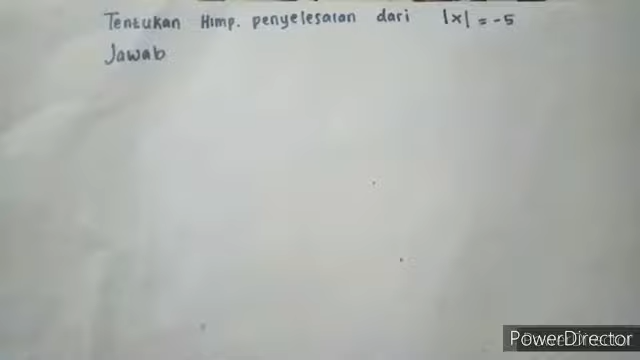 Tentukan Himp. penyelesaian dari |x| = -5
Jawab
PowerDirector